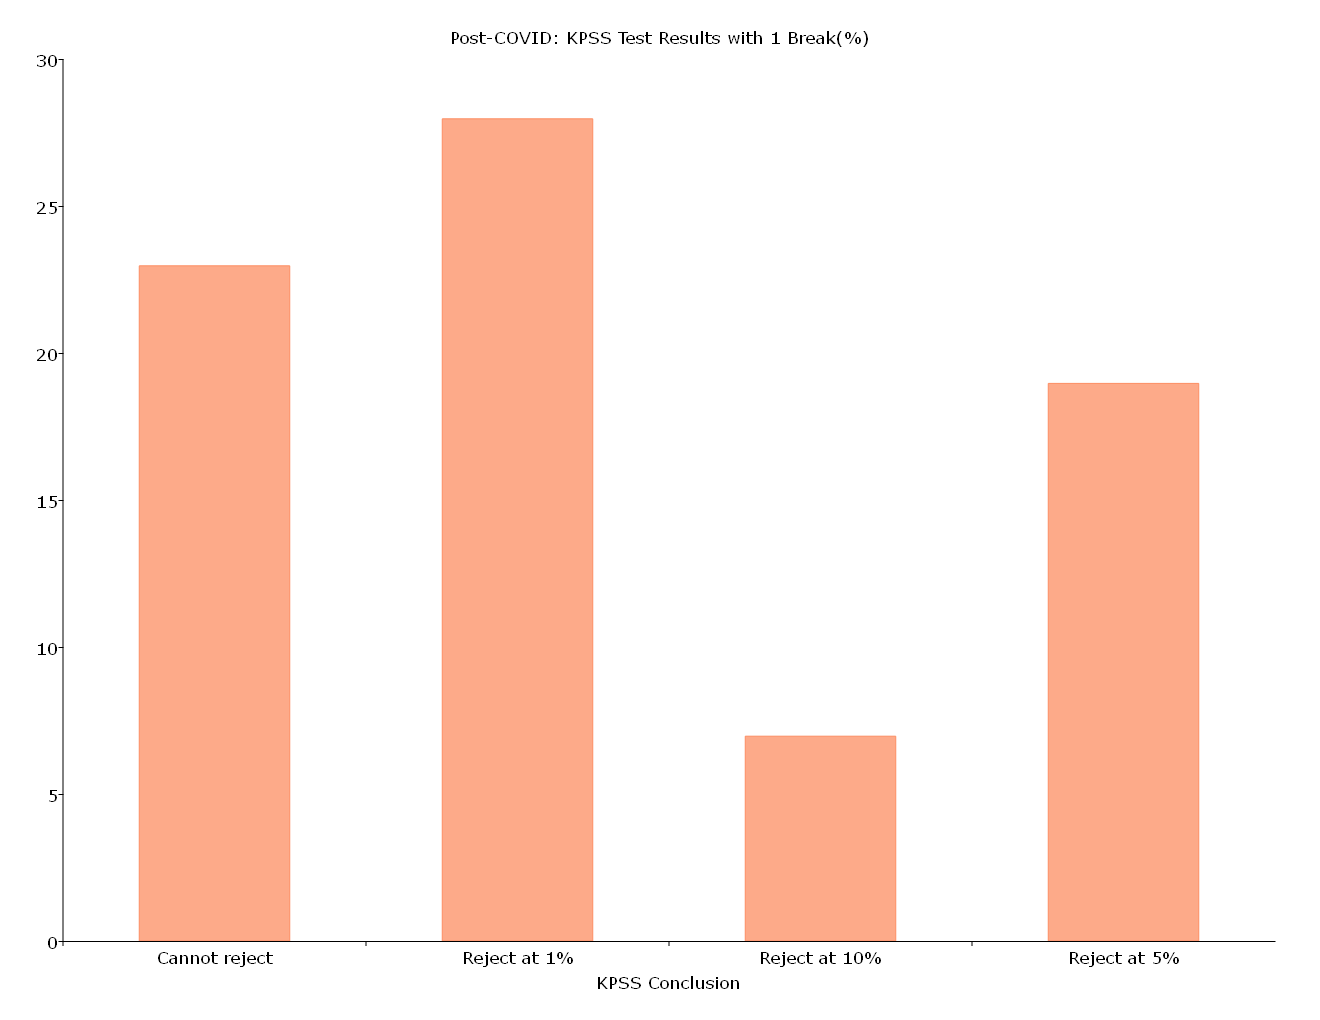 Post-COVID: KPSS Test Results with 1 Break(%)
30
25
20
15
10
5
0
Cannot reject Reject at 1% Reject at 10% Reject at 5%
KPSS Conclusion